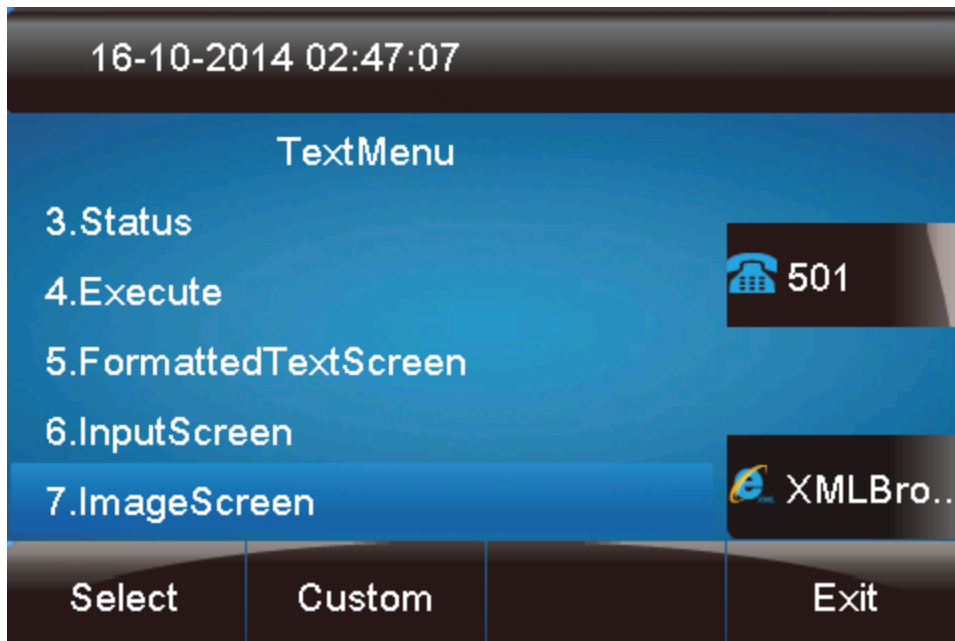 16-10-2014 02:47:07
TextMenu
3.Status
4.Execute
5.FormattedTextScreen
6.InputScreen
7.ImageScreen
501
XMLBro..
Select Custom Exit